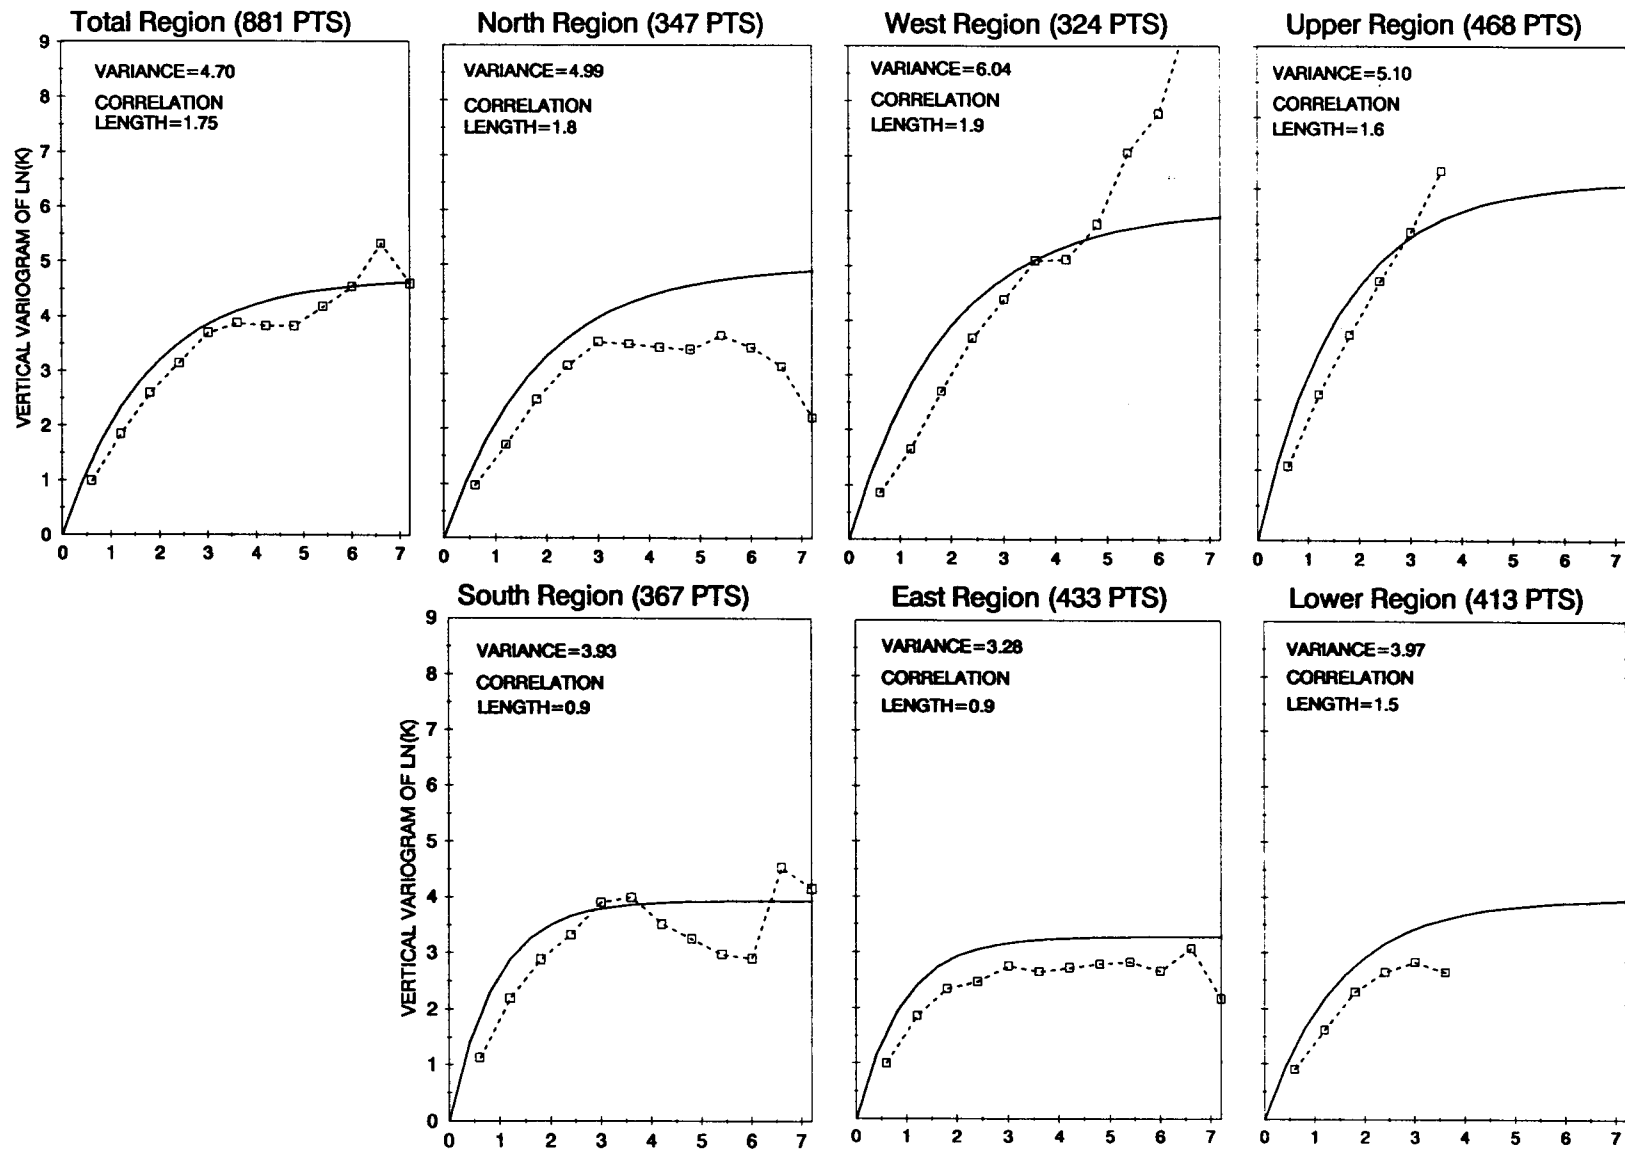 Total Region (881 PTS)
North Region (347 PTS)
West Region (324 PTS)
Upper Region (468 PTS)
VERTICAL VARIOGRAM OF LN(K)
9
8
7
6
5
4
3
2
1
0
VARIANCE=4.70
CORRELATION
LENGTH=1.75
0 1 2 3 4 5 6 7
VARIANCE=4.99
CORRELATION
LENGTH=1.8
0 1 2 3 4 5 6 7
VARIANCE=6.04
CORRELATION
LENGTH=1.9
0 1 2 3 4 5 6 7
VARIANCE=5.10
CORRELATION
LENGTH=1.6
0 1 2 3 4 5 6 7
South Region (367 PTS)
East Region (433 PTS)
Lower Region (413 PTS)
VERTICAL VARIOGRAM OF LN(K)
9
8
7
6
5
4
3
2
1
0
VARIANCE=3.93
CORRELATION
LENGTH=0.9
0 1 2 3 4 5 6 7
VARIANCE=3.28
CORRELATION
LENGTH=0.9
0 1 2 3 4 5 6 7
VARIANCE=3.97
CORRELATION
LENGTH=1.5
0 1 2 3 4 5 6 7